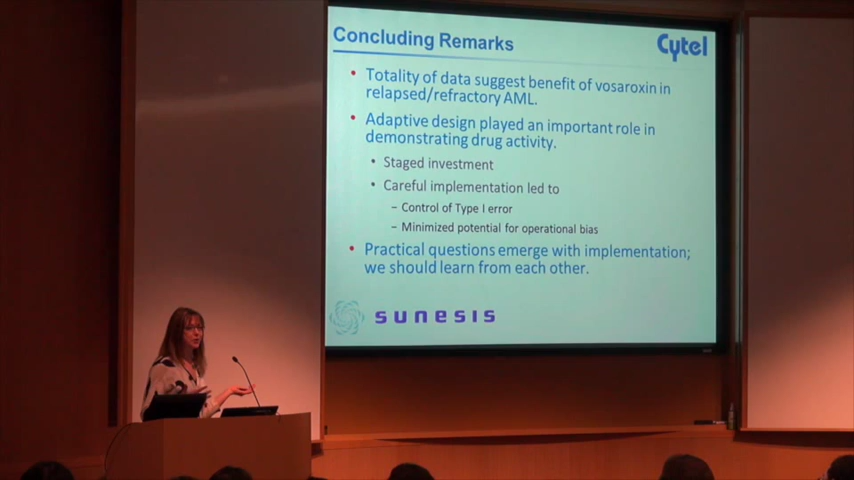 Concluding Remarks
Cytel
• Totality of data suggest benefit of vosaroxin in
relapsed/refractory AML.
• Adaptive design played an important role in
demonstrating drug activity.
• Staged investment
• Careful implementation led to
– Control of Type I error
– Minimized potential for operational bias
• Practical questions emerge with implementation;
we should learn from each other.
sunesis